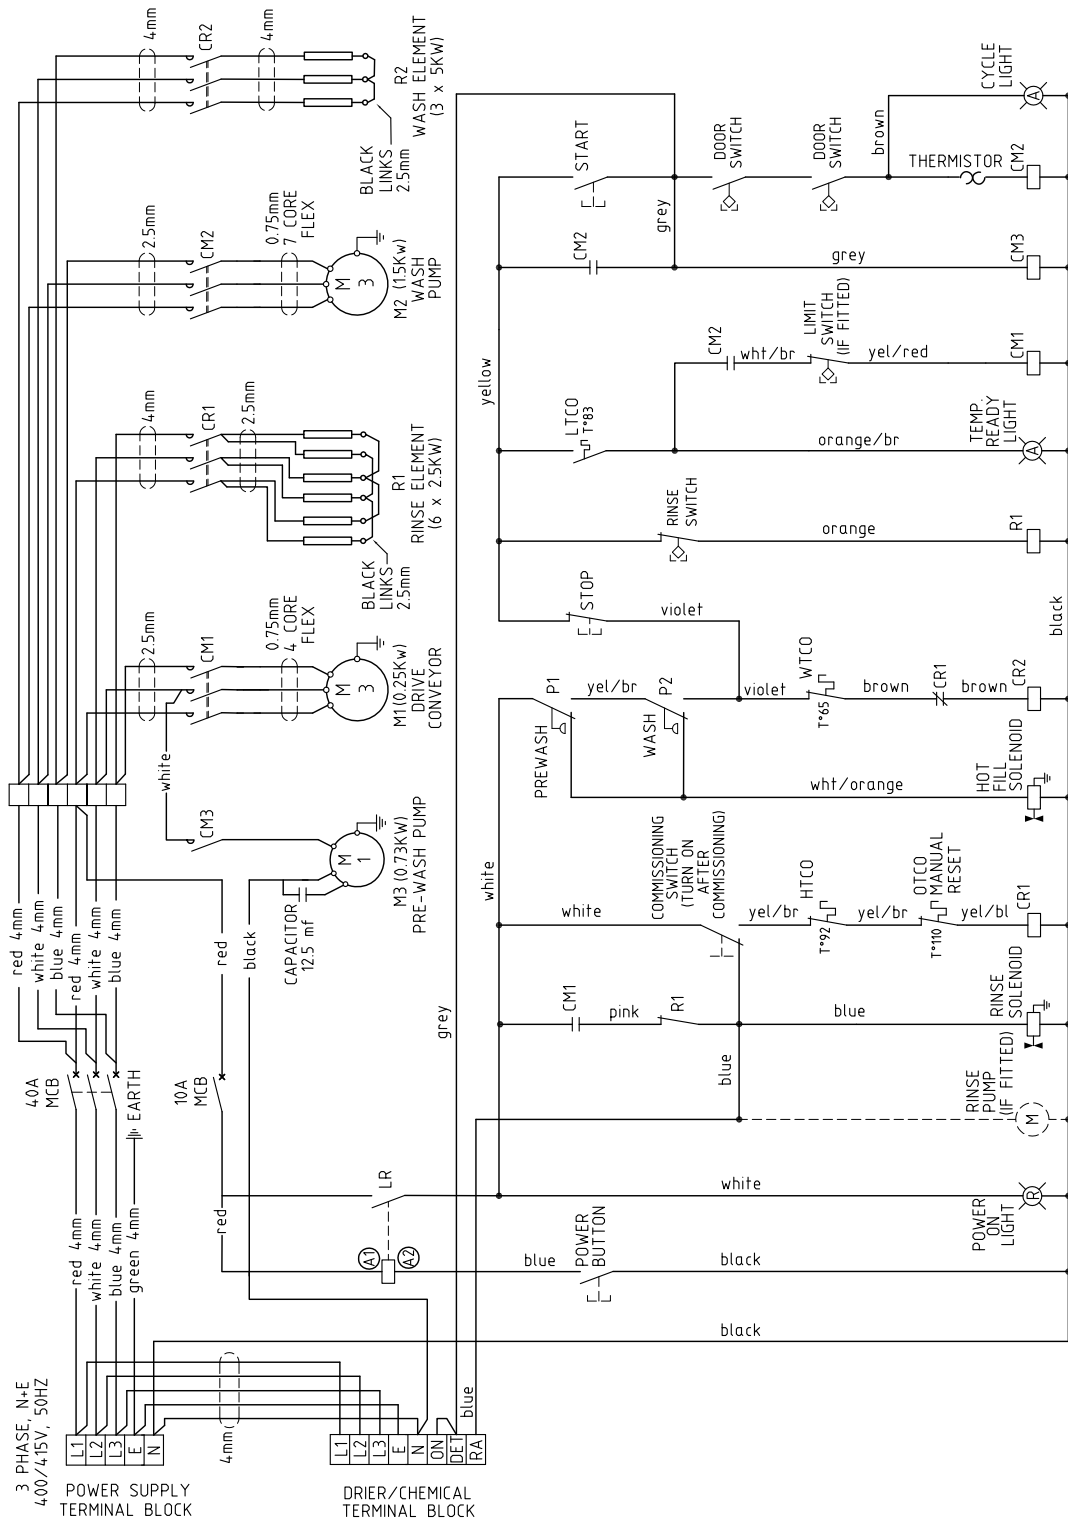 4mm
CR2
4mm
R2
WASH ELEMENT
(3 x 5KW)
BLACK
LINKS
2.5mm
2.5mm
CM2
0.75mm
7 CORE
FLEX
M
3
M2 (1.5Kw)
WASH
PUMP
4mm
CR1
2.5mm
R1
RINSE ELEMENT
(6 x 2.5KW)
BLACK
LINKS
2.5mm
2.5mm
CM1
0.75mm
4 CORE
FLEX
M
3
M1(0.25Kw)
DRIVE
CONVEYOR
white
CM3
M
1
M3 (0.73KW)
PRE-WASH PUMP
CAPACITOR
12.5 mf
red 4mm
white 4mm
blue 4mm
red 4mm
white 4mm
blue 4mm
red
black
40A
MCB
EARTH
10A
MCB
red 4mm
white 4mm
blue 4mm
green 4mm
red
LR
A1
A2
3 PHASE, N+E
400/415V, 50HZ
L1
L2
L3
E
N
POWER SUPPLY
TERMINAL BLOCK
4mm
L1
L2
L3
E
N
ON
DET
RA
DRIER/CHEMICAL
TERMINAL BLOCK
grey
blue
START
grey
DOOR
SWITCH
DOOR
SWITCH
brown
CYCLE
LIGHT
A
THERMISTOR
CM2
CM2
grey
CM3
yellow
CM2
wht/br
LIMIT
SWITCH
(IF FITTED)
yel/red
CM1
LTCO
T°83
orange/br
TEMP.
READY
LIGHT
A
RINSE
SWITCH
orange
R1
STOP
violet
black
P1
PREWASH
yel/br
P2
WASH
violet
WTCO
T°65
brown
CR1
brown
CR2
wht/orange
HOT
FILL
SOLENOID
white
white
COMMISSIONING
SWITCH
(TURN ON
AFTER
COMMISSIONING)
yel/br
HTCO
T°92
yel/br
OTCO
MANUAL
RESET
T°110
yel/bl
CR1
CM1
pink
R1
blue
RINSE
SOLENOID
blue
RINSE
PUMP
(IF FITTED)
M
white
POWER
ON
LIGHT
R
blue
POWER
BUTTON
black
black